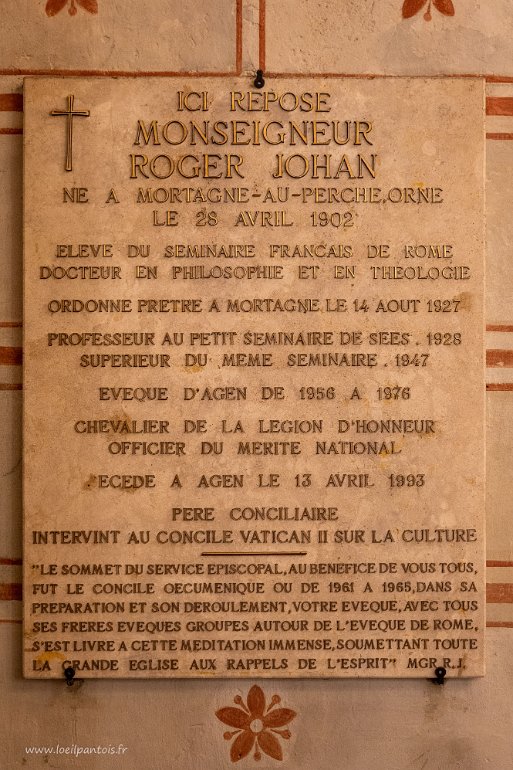 ICI REPOSE
MONSEIGNEUR
ROGER JOHAN
NE A MORTAGNE-AU-PERCHE, ORNE
LE 28 AVRIL 1902
ELEVE DU SEMINAIRE FRANCAIS DE ROME
DOCTEUR EN PHILOSOPHIE ET EN THEOLOGIE
ORDONNE PRETRE A MORTAGNE LE 14 AOUT 1927
PROFESSEUR AU PETIT SEMINAIRE DE SEES . 1928
SUPERIEUR DU MEME SEMINAIRE . 1947
EVEQUE D'AGEN DE 1956 A 1976
CHEVALIER DE LA LEGION D'HONNEUR
OFFICIER DU MERITE NATIONAL
ECEDE A AGEN LE 13 AVRIL 1993
PERE CONCILIAIRE
INTERVINT AU CONCILE VATICAN II SUR LA CULTURE
"LE SOMMET DU SERVICE EPISCOPAL, AU BENEFICE DE VOUS TOUS,
FUT LE CONCILE OECUMENIQUE OU DE 1961 A 1965, DANS SA
PREPARATION ET SON DEROULEMENT, VOTRE EVEQUE, AVEC TOUS
SES FRERES EVEQUES GROUPES AUTOUR DE L'EVEQUE DE ROME,
S'EST LIVRE A CETTE MEDITATION IMMENSE, SOUMETTANT TOUTE
LA GRANDE EGLISE AUX RAPPELS DE L'ESPRIT" MGR. R.J.
www.loeilpantois.fr